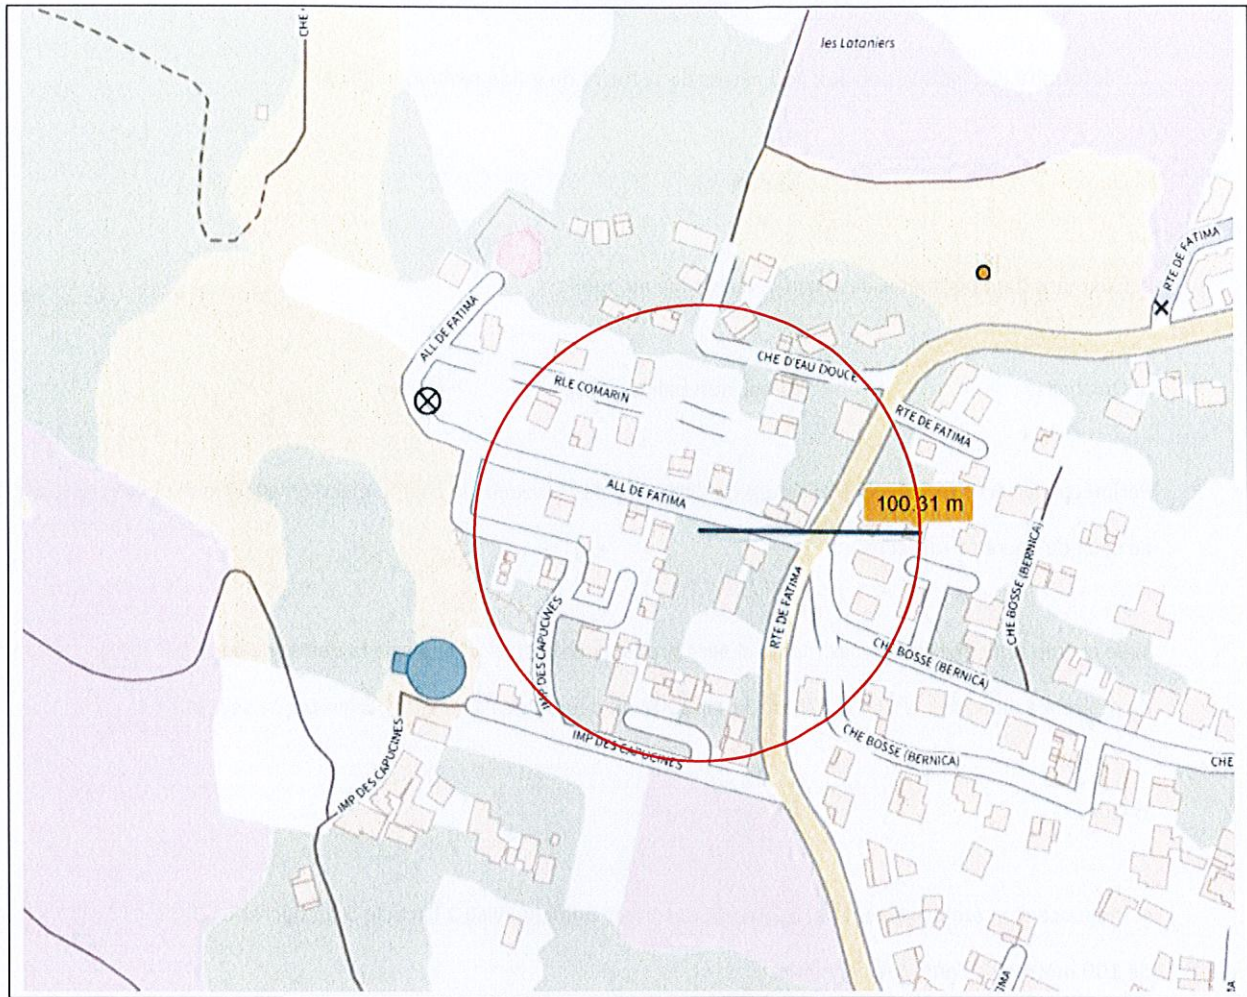 CHE
les Lataniers
RTE DE FATIMA
ALL DE FATIMA
CHE D'EAU DOUCE
RLE COMARIN
RTE DE FATIMA
ALL DE FATIMA
100.31 m
CHE BOSSE (BERNICA)
RTE DE FATIMA
IMP DES CAPUCINES
CHE BOSSE (BERNICA)
IMP DES CAPUCINES
CHE BOSSE (BERNICA)
IMP DES CAPUCINES
CHE